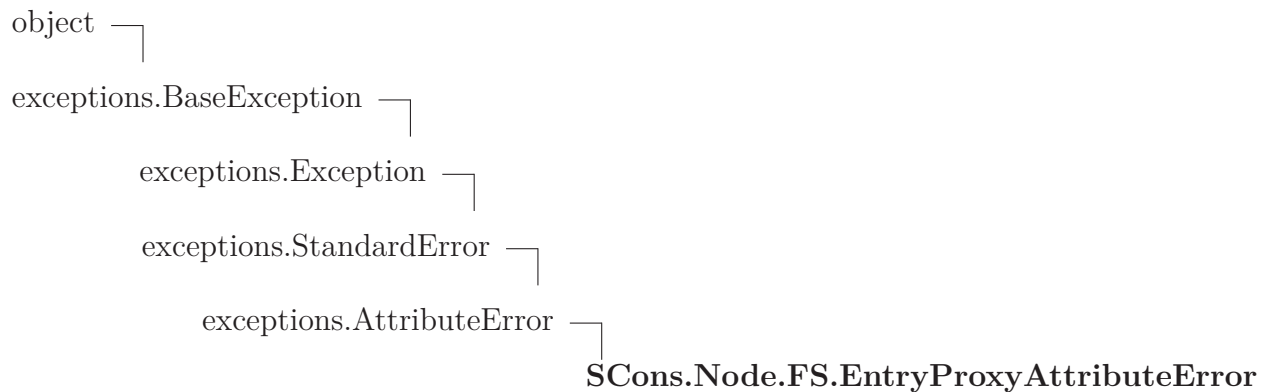 object
exceptions.BaseException
exceptions.Exception
exceptions.StandardError
exceptions.AttributeError
SCons.Node.FS.EntryProxyAttributeError